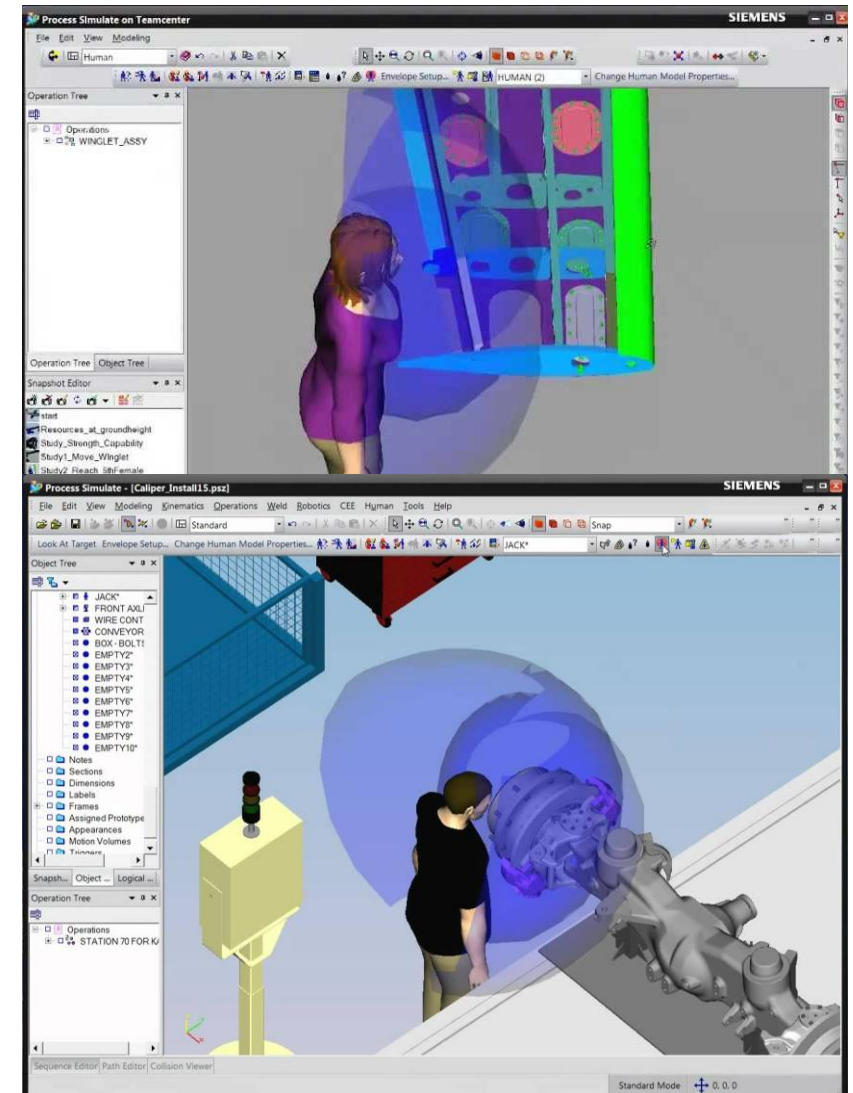 Process Simulate on Teamcenter SIEMENS
File Edit View Modeling
Human
Envelope Setup... HUMAN (2) Change Human Model Properties...
Operation Tree
Operations
WINGLET_ASSY
Operation Tree Object Tree
Snapshot Editor
start
Resources_at_groundheight
Study_Strength_Capability
Study1_Move_Winglet
Study2_Reach_5thFemale
Process Simulate - [Caliper_Install15.psz] SIEMENS
File Edit View Modeling Kinematics Operations Weld Robotics CEE Human Tools Help
Standard Snap
Look At Target Envelope Setup... Change Human Model Properties... JACK*
Object Tree
JACK*
FRONT AXL
WIRE CONT
CONVEYOR
BOX - BOLTS
EMPTY2*
EMPTY3*
EMPTY4*
EMPTY5*
EMPTY6*
EMPTY7*
EMPTY8*
EMPTY9*
EMPTY10*
Notes
Sections
Dimensions
Labels
Frames
Assigned Prototype
Appearances
Motion Volumes
Triggers
Snapsh... Object ... Logical ...
Operation Tree
Operations
STATION 70 FOR K
Sequence Editor Path Editor Collision Viewer
Standard Mode 0, 0, 0